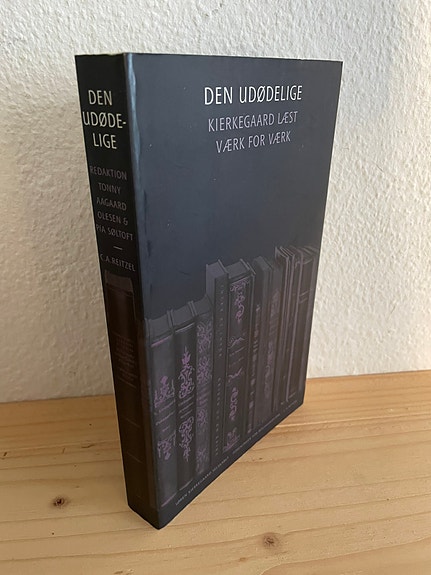 DEN
UDØDE-
LIGE
REDAKTION
TONNY
AAGAARD
OLESEN &
PIA SØLTOFT
C.A. REITZEL
DEN UDØDELIGE
KIERKEGAARD LÆST
VÆRK FOR VÆRK